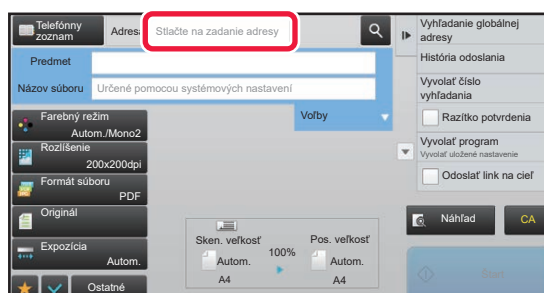 Telefónny
zoznam
Adres
Stlačte na zadanie adresy
Predmet
Názov súboru
Určené pomocou systémových nastavení
Voľby
Farebný režim
Autom./Mono2
Rozlíšenie
200x200dpi
Formát súboru
PDF
Originál
Expozícia
Autom.
Ostatné
Sken. veľkosť
100%
Pos. veľkosť
Autom.
Autom.
A4
A4
Vyhľadanie globálnej
adresy
História odoslania
Vyvolať číslo
vyhľadania
Razítko potvrdenia
Vyvolať program
Vyvolať uložené nastavenie
Odoslať link na cieľ
Náhľad
CA